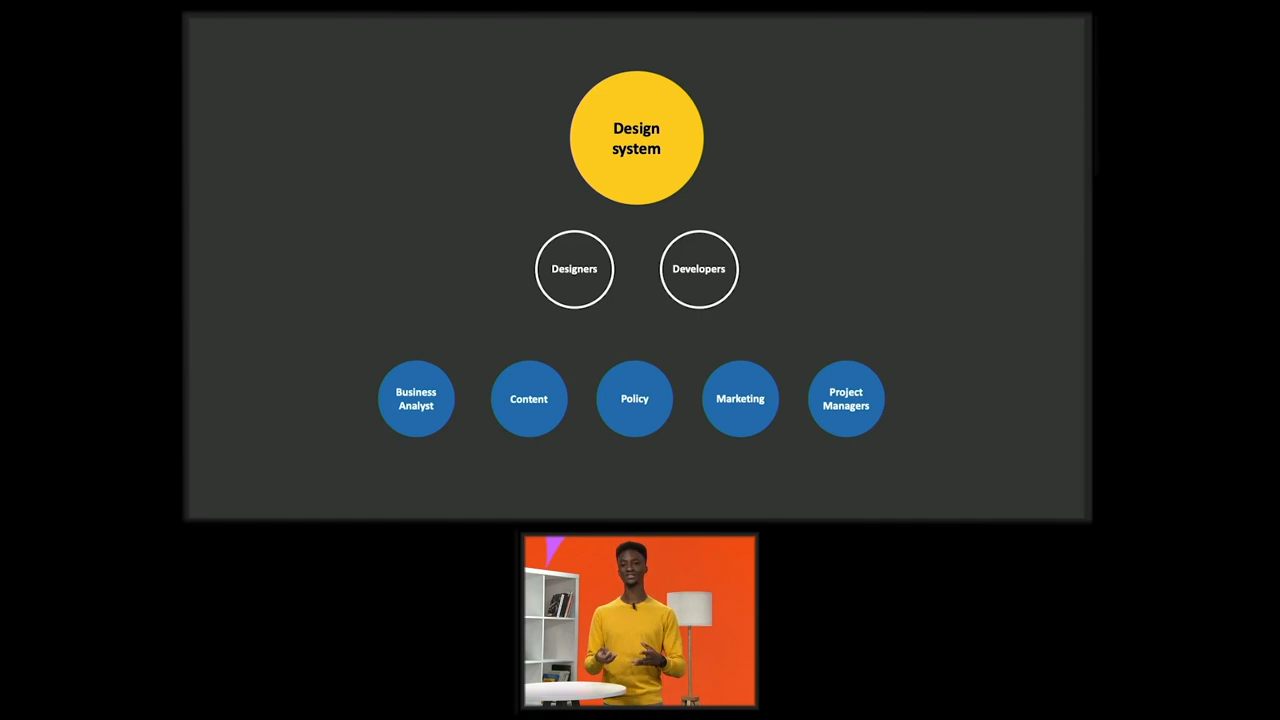 Design
system
Designers
Developers
Business
Analyst
Content
Policy
Marketing
Project
Managers